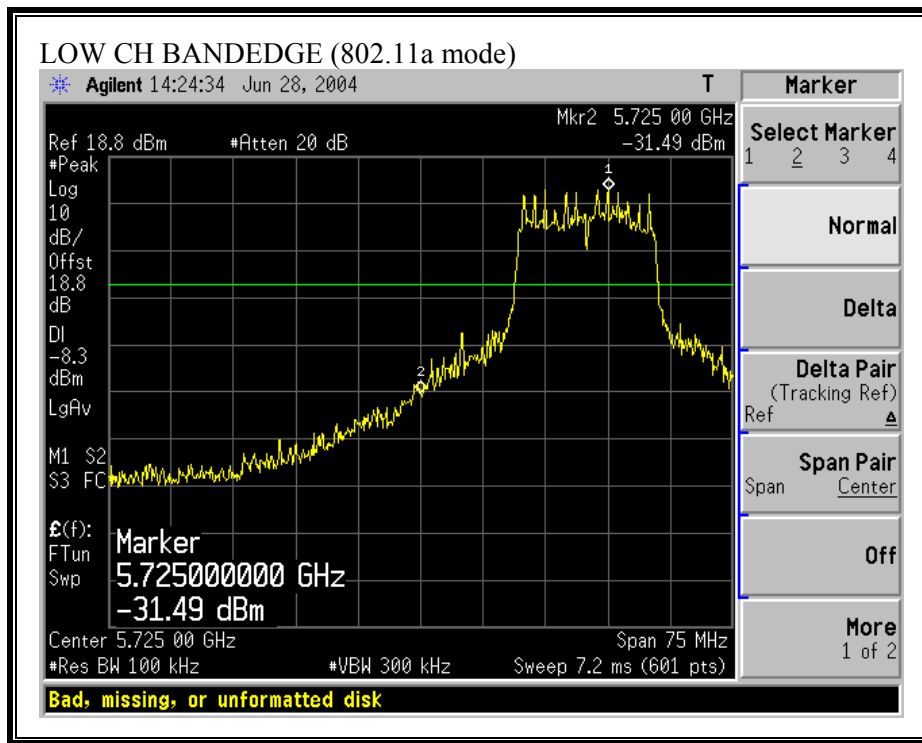 LOW CH BANDEDGE (802.11a mode)
Agilent 14:24:34 Jun 28, 2004 T
Mkr2 5.725 00 GHz
Ref 18.8 dBm #Atten 20 dB -31.49 dBm
#Peak
Log
10
dB/
Offst
18.8
dB
DI
-8.3
dBm
LgAv
M1 S2
S3 FC
£(f):
FTun
Swp
1
2
Marker
5.725000000 GHz
-31.49 dBm
Center 5.725 00 GHz Span 75 MHz
#Res BW 100 kHz #VBW 300 kHz Sweep 7.2 ms (601 pts)
Bad, missing, or unformatted disk
Marker
Select Marker
1 2 3 4
Normal
Delta
Delta Pair
(Tracking Ref)
Ref Δ
Span Pair
Span Center
Off
More
1 of 2